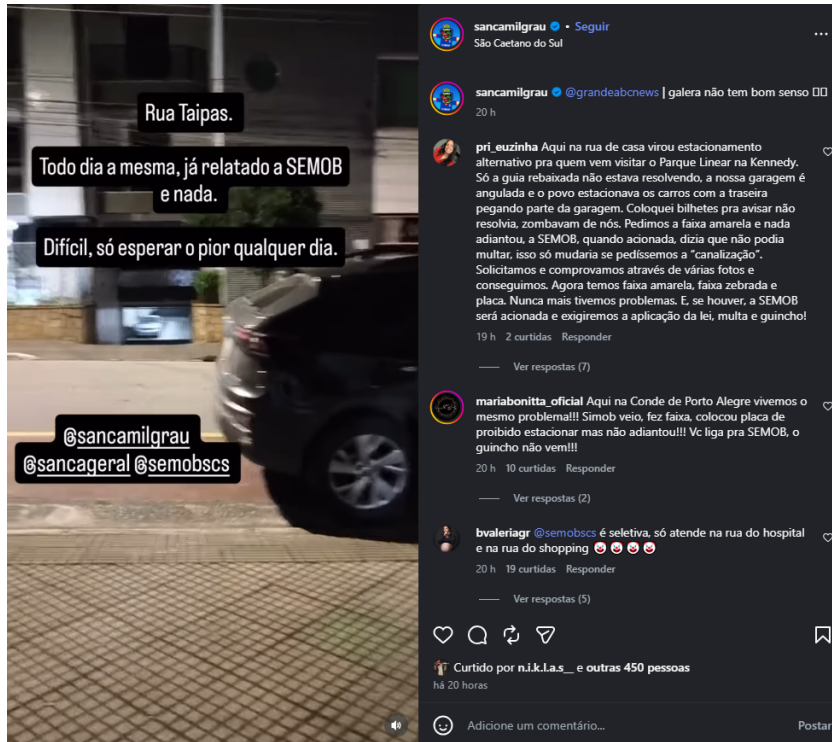 Rua Taipas.
Todo dia a mesma, já relatado a SEMOB
e nada.
Difícil, só esperar o pior qualquer dia.
@sancamilgrau
@sancageral @semobscs
sancamilgrau • Seguir
São Caetano do Sul
sancamilgrau @grandeabcnews | galera não tem bom senso
20 h
pri_euzinha Aqui na rua de casa virou estacionamento
alternativo pra quem vem visitar o Parque Linear na Kennedy.
Só a guia rebaixada não estava resolvendo, a nossa garagem é
angulada e o povo estacionava os carros com a traseira
pegando parte da garagem. Coloquei bilhetes pra avisar não
resolvia, zombavam de nós. Pedimos a faixa amarela e nada
adiantou, a SEMOB, quando acionada, dizia que não podia
multar, isso só mudaria se pedíssemos a “canalização”.
Solicitamos e comprovamos através de várias fotos e
conseguimos. Agora temos faixa amarela, faixa zebrada e
placa. Nunca mais tivemos problemas. E, se houver, a SEMOB
será acionada e exigiremos a aplicação da lei, multa e guincho!
19 h 2 curtidas Responder
Ver respostas (7)
mariabonitta_oficial Aqui na Conde de Porto Alegre vivemos o
mesmo problema!!! Simob veio, fez faixa, colocou placa de
proibido estacionar mas não adiantou!!! Vc liga pra SEMOB, o
guincho não vem!!!
20 h 10 curtidas Responder
Ver respostas (2)
bvaleriagr @semobscs é seletiva, só atende na rua do hospital
e na rua do shopping 🤡🤡🤡🤡
20 h 19 curtidas Responder
Ver respostas (5)
Curtido por n.i.k.l.a.s__ e outras 450 pessoas
há 20 horas
Adicione um comentário...
Postar